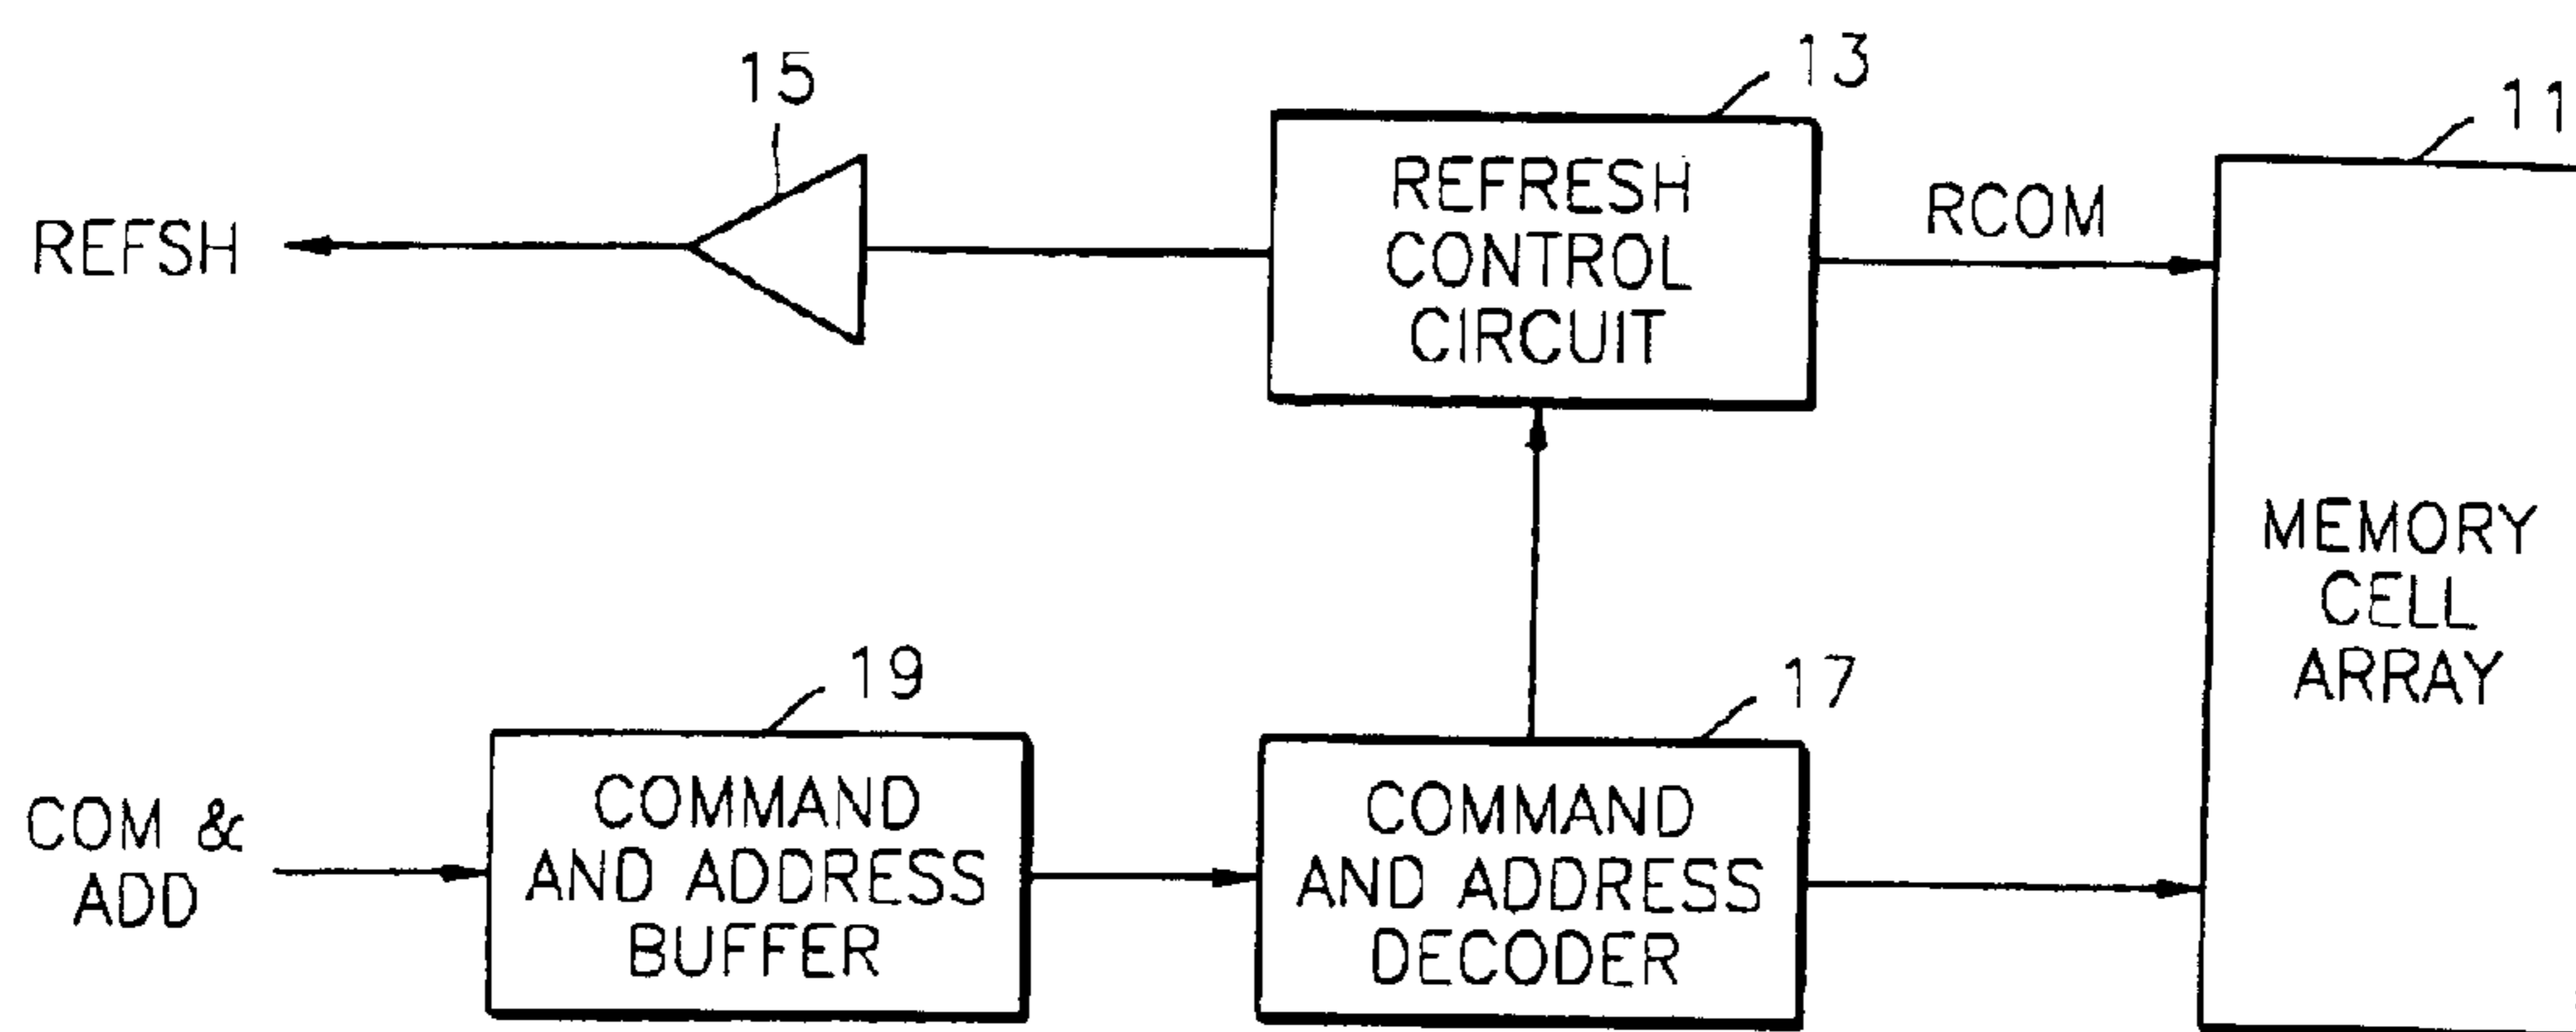 15
13
11
REFSH
REFRESH
CONTROL
CIRCUIT
RCOM
MEMORY
CELL
ARRAY
19
17
COM &
ADD
COMMAND
AND ADDRESS
BUFFER
COMMAND
AND ADDRESS
DECODER